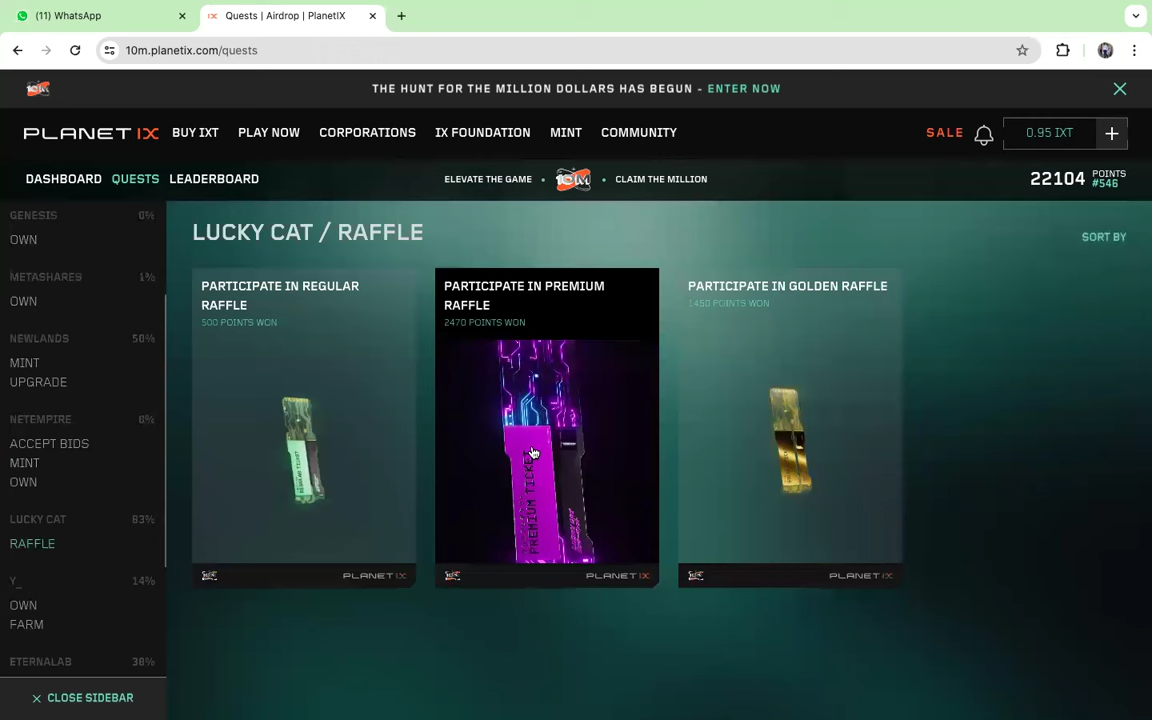 (11) WhatsApp
Quests | Airdrop | PlanetIX
10m.planetix.com/quests
10M
THE HUNT FOR THE MILLION DOLLARS HAS BEGUN - ENTER NOW
PLANET IX
BUY IXT
PLAY NOW
CORPORATIONS
IX FOUNDATION
MINT
COMMUNITY
SALE
0.95 IXT
DASHBOARD
QUESTS
LEADERBOARD
ELEVATE THE GAME
10M
CLAIM THE MILLION
22104 POINTS
#546
GENESIS 0%
OWN
METASHARES 1%
OWN
NEWLANDS 50%
MINT
UPGRADE
NETEMPIRE 0%
ACCEPT BIDS
MINT
OWN
LUCKY CAT 83%
RAFFLE
Y_ 14%
OWN
FARM
ETERNALAB 30%
CLOSE SIDEBAR
LUCKY CAT / RAFFLE
SORT BY
PARTICIPATE IN REGULAR
RAFFLE
500 POINTS WON
REGULAR TICKET
PLANET IX
PARTICIPATE IN PREMIUM
RAFFLE
2470 POINTS WON
PREMIUM TICKET
PLANET IX
PARTICIPATE IN GOLDEN RAFFLE
1450 POINTS WON
PLANET IX